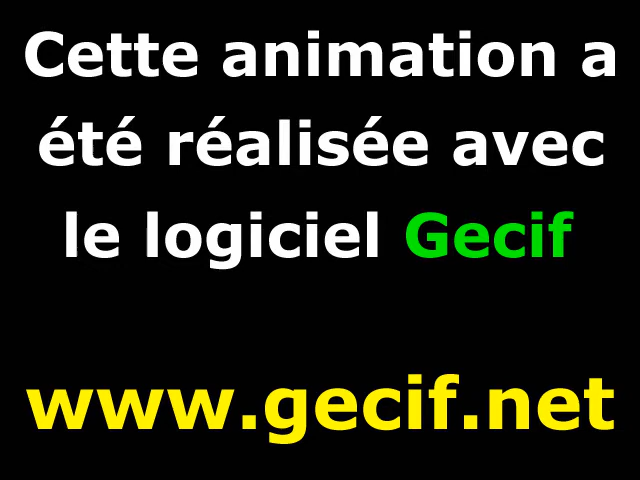 Cette animation a
été réalisée avec
le logiciel Gecif
www.gecif.net